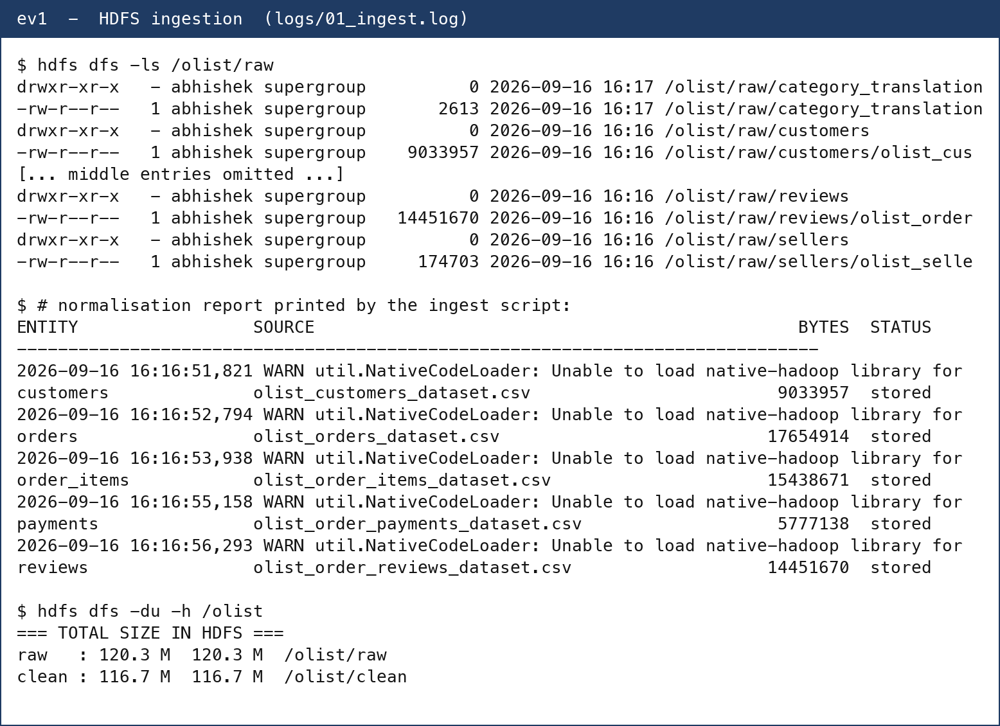 ev1  –  HDFS ingestion  (logs/01_ingest.log)
$ hdfs dfs -ls /olist/raw
drwxr-xr-x   - abhishek supergroup          0 2026-09-16 16:17 /olist/raw/category_translation
-rw-r--r--   1 abhishek supergroup       2613 2026-09-16 16:17 /olist/raw/category_translation
drwxr-xr-x   - abhishek supergroup          0 2026-09-16 16:16 /olist/raw/customers
-rw-r--r--   1 abhishek supergroup    9033957 2026-09-16 16:16 /olist/raw/customers/olist_cus
[... middle entries omitted ...]
drwxr-xr-x   - abhishek supergroup          0 2026-09-16 16:16 /olist/raw/reviews
-rw-r--r--   1 abhishek supergroup   14451670 2026-09-16 16:16 /olist/raw/reviews/olist_order
drwxr-xr-x   - abhishek supergroup          0 2026-09-16 16:16 /olist/raw/sellers
-rw-r--r--   1 abhishek supergroup     174703 2026-09-16 16:16 /olist/raw/sellers/olist_selle
$ # normalisation report printed by the ingest script:
ENTITY                 SOURCE                                               BYTES  STATUS
------------------------------------------------------------------------------
2026-09-16 16:16:51,821 WARN util.NativeCodeLoader: Unable to load native-hadoop library for
customers              olist_customers_dataset.csv                        9033957  stored
2026-09-16 16:16:52,794 WARN util.NativeCodeLoader: Unable to load native-hadoop library for
orders                 olist_orders_dataset.csv                          17654914  stored
2026-09-16 16:16:53,938 WARN util.NativeCodeLoader: Unable to load native-hadoop library for
order_items            olist_order_items_dataset.csv                     15438671  stored
2026-09-16 16:16:55,158 WARN util.NativeCodeLoader: Unable to load native-hadoop library for
payments               olist_order_payments_dataset.csv                   5777138  stored
2026-09-16 16:16:56,293 WARN util.NativeCodeLoader: Unable to load native-hadoop library for
reviews                olist_order_reviews_dataset.csv                   14451670  stored
$ hdfs dfs -du -h /olist
=== TOTAL SIZE IN HDFS ===
raw   : 120.3 M  120.3 M  /olist/raw
clean : 116.7 M  116.7 M  /olist/clean